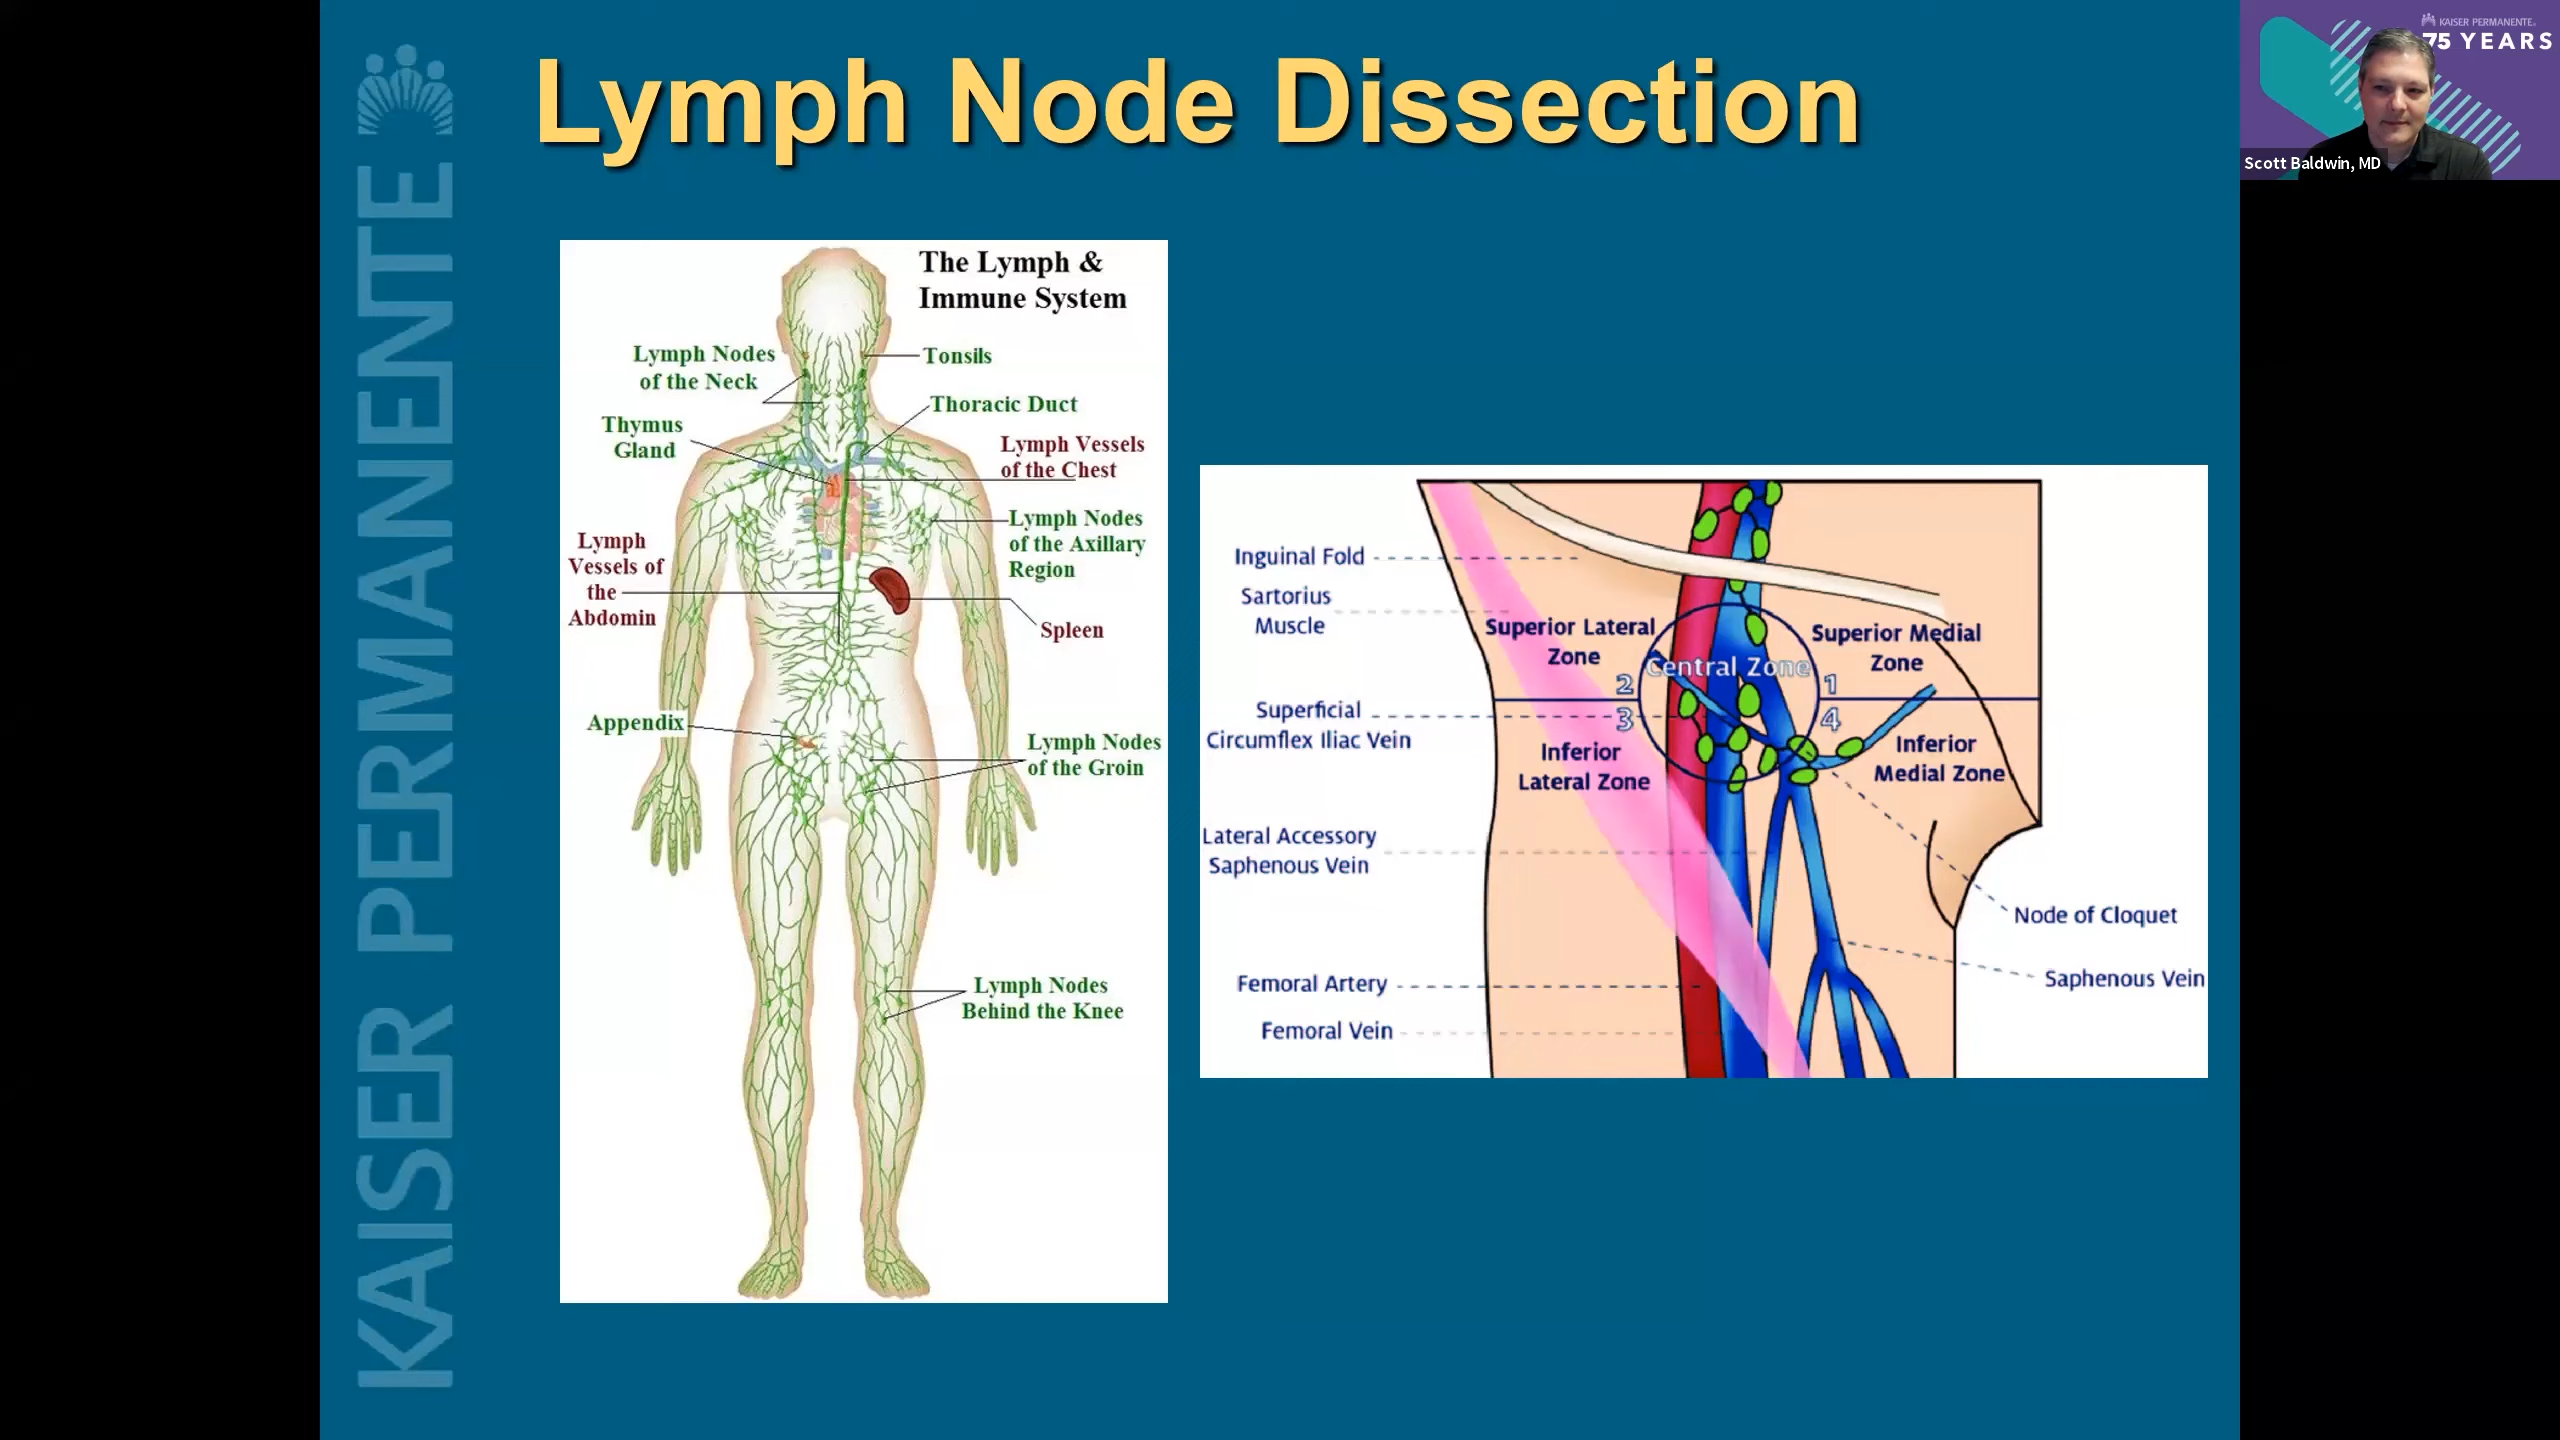 Lymph Node Dissection
KAISER PERMANENTE
KAISER PERMANENTE
75 YEARS
Scott Baldwin, MD
The Lymph &
Immune System
Lymph Nodes
of the Neck
Tonsils
Thoracic Duct
Thymus
Gland
Lymph Vessels
of the Chest
Lymph Nodes
of the Axillary
Region
Lymph
Vessels of
the
Abdomin
Spleen
Appendix
Lymph Nodes
of the Groin
Lymph Nodes
Behind the Knee
Inguinal Fold
Sartorius
Muscle
Superior Lateral
Zone
Central Zone
Superior Medial
Zone
2
1
3
4
Superficial
Circumflex Iliac Vein
Inferior
Lateral Zone
Inferior
Medial Zone
Lateral Accessory
Saphenous Vein
Node of Cloquet
Saphenous Vein
Femoral Artery
Femoral Vein